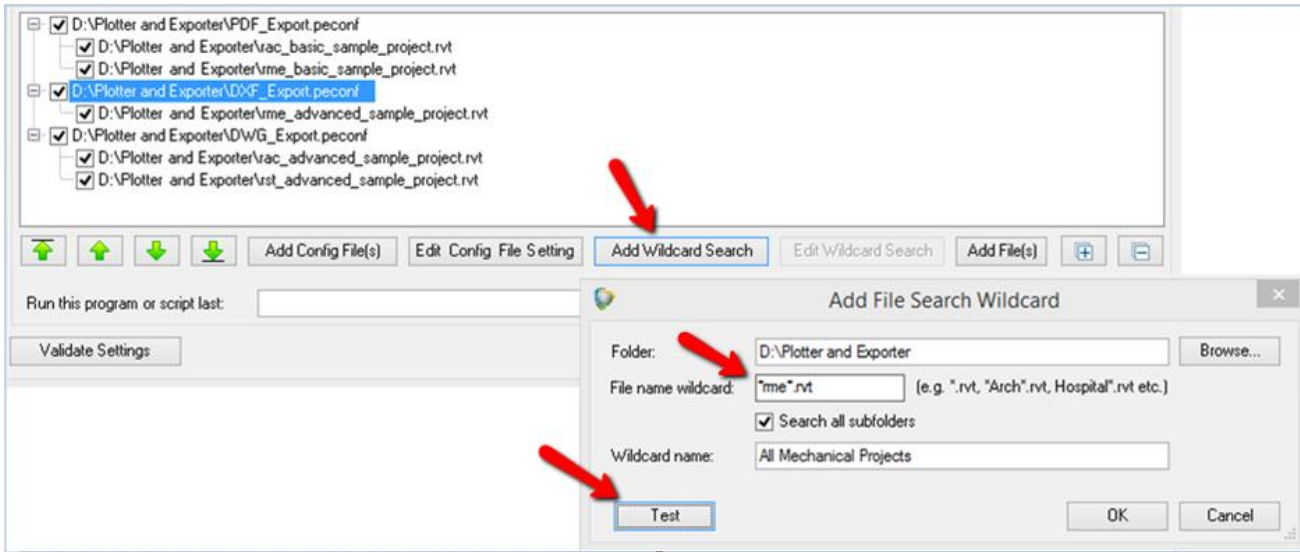 D:\Plotter and Exporter\PDF_Export.peconf
D:\Plotter and Exporter\rac_basic_sample_project.rvt
D:\Plotter and Exporter\rme_basic_sample_project.rvt
D:\Plotter and Exporter\DXF_Export.peconf
D:\Plotter and Exporter\rme_advanced_sample_project.rvt
D:\Plotter and Exporter\DWG_Export.peconf
D:\Plotter and Exporter\rac_advanced_sample_project.rvt
D:\Plotter and Exporter\rst_advanced_sample_project.rvt
Add Config File(s) Edit Config File Setting Add Wildcard Search Edit Wildcard Search Add File(s)
Run this program or script last:
Validate Settings
Add File Search Wildcard
Folder: D:\Plotter and Exporter Browse...
File name wildcard: *rme*.rvt (e.g. *.rvt, *Arch*.rvt, Hospital*.rvt etc.)
Search all subfolders
Wildcard name: All Mechanical Projects
Test OK Cancel